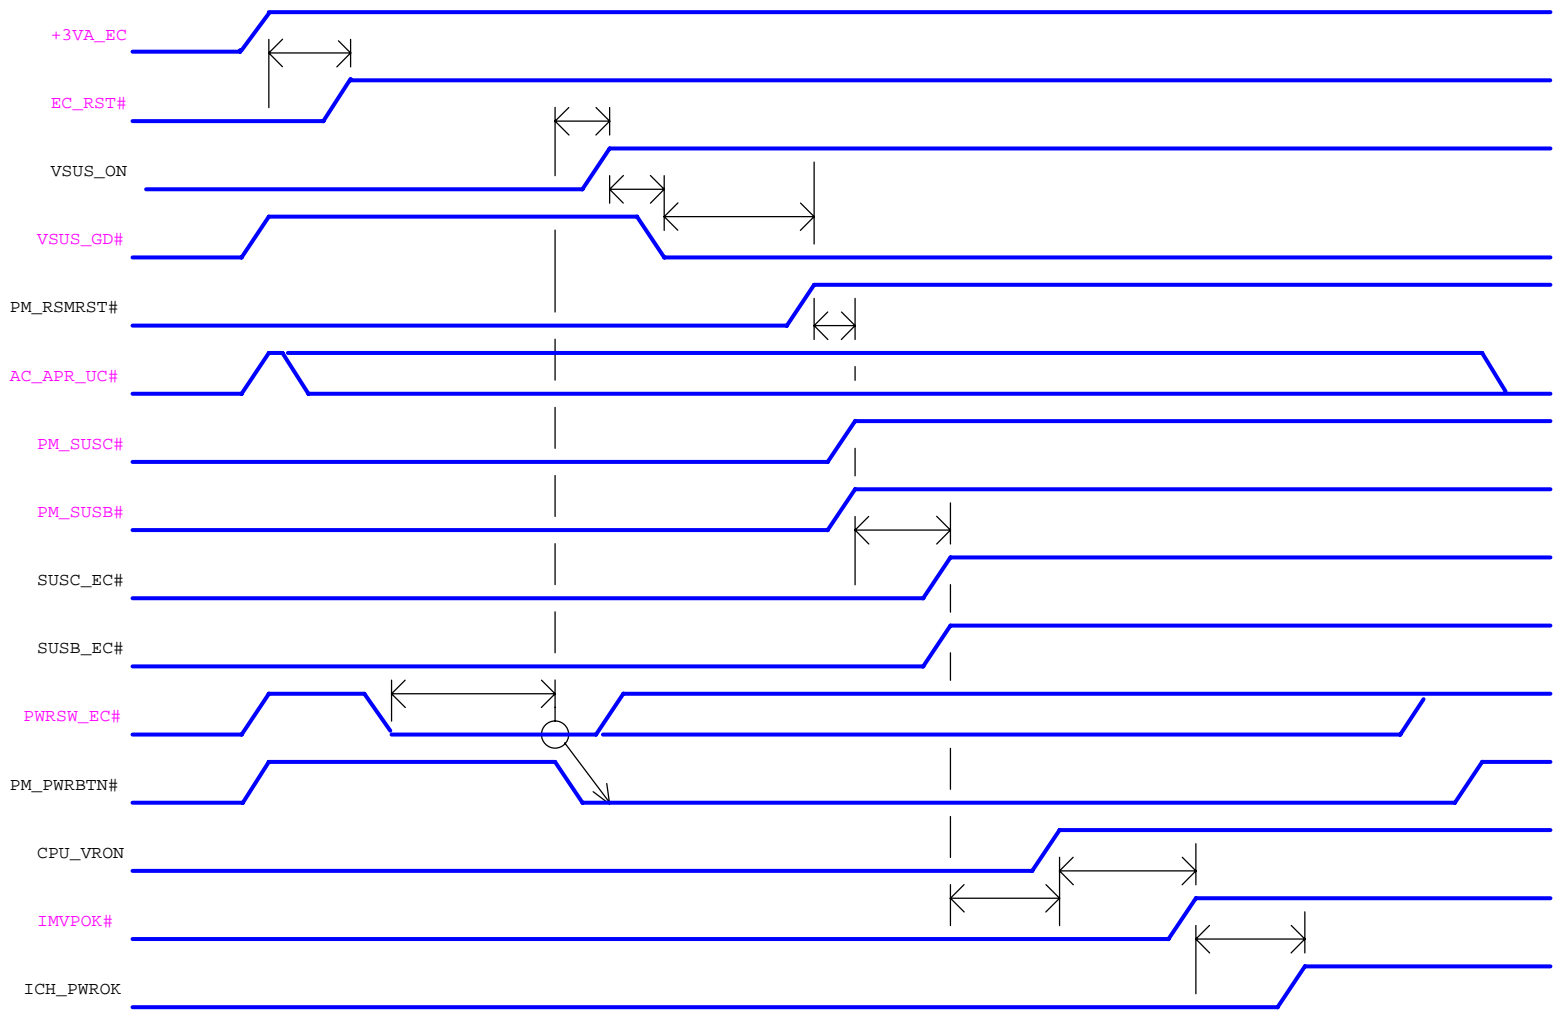 +3VA_EC
EC_RST#
VSUS_ON
VSUS_GD#
PM_RSMRST#
AC_APR_UC#
PM_SUSC#
PM_SUSB#
SUSC_EC#
SUSB_EC#
PWRSW_EC#
PM_PWRBTN#
CPU_VRON
IMVPOK#
ICH_PWROK